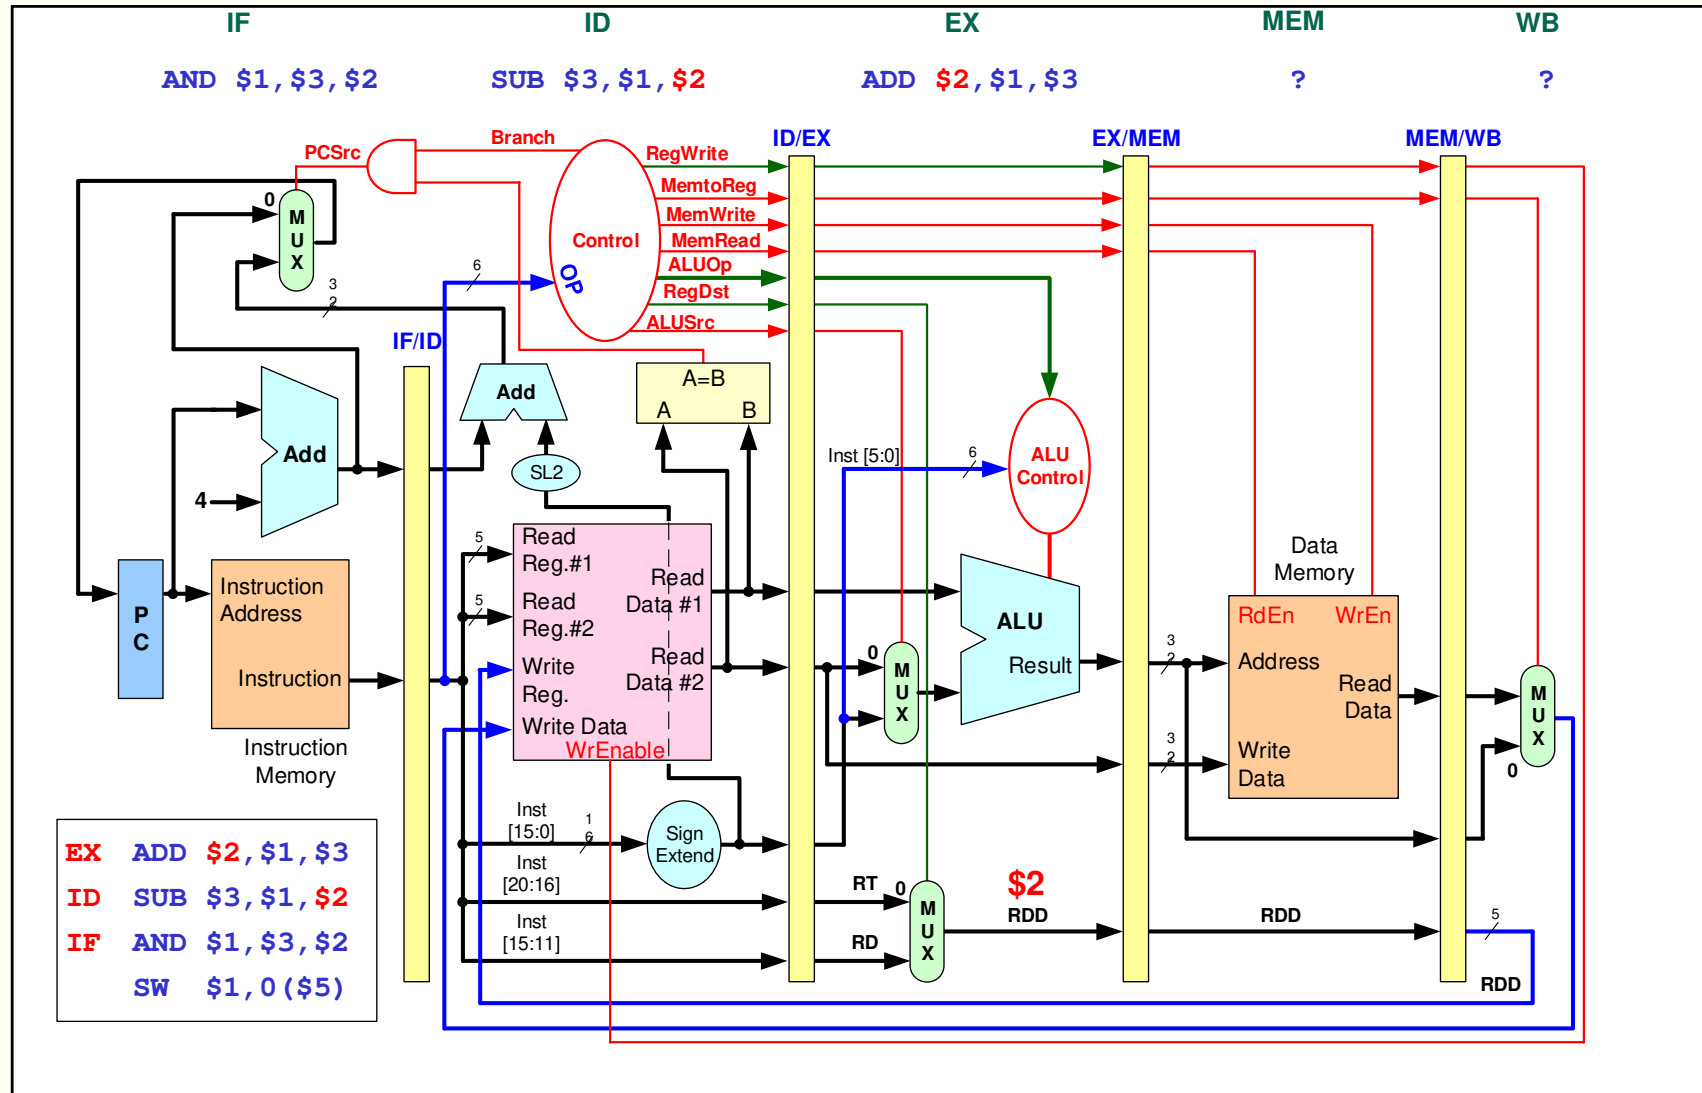 IF ID EX MEM WB
AND $1,$3,$2 SUB $3,$1,$2 ADD $2,$1,$3 ? ?
ID/EX EX/MEM MEM/WB
Branch
PCSrc
RegWrite
MemtoReg
MemWrite
MemRead
ALUOp
RegDst
ALUSrc
Control
OP
0
M
U
X
6
3
2
IF/ID
Add
4
Add
SL2
A=B
A B
Inst [5:0]
6
ALU
Control
P
C
Instruction
Address
Instruction
Instruction
Memory
5
Read
Reg.#1
5
Read
Reg.#2
Write
Reg.
Write Data
WrEnable
Read
Data #1
Read
Data #2
0
M
U
X
ALU
Result
Data
Memory
RdEn WrEn
Address
Read
Data
Write
Data
3
2
3
2
M
U
X
0
Inst
[15:0]
1
6
Sign
Extend
Inst
[20:16]
Inst
[15:11]
RT
RD
0
M
U
X
$2
RDD
RDD
5
RDD
EX ADD $2,$1,$3
ID SUB $3,$1,$2
IF AND $1,$3,$2
SW $1,0($5)